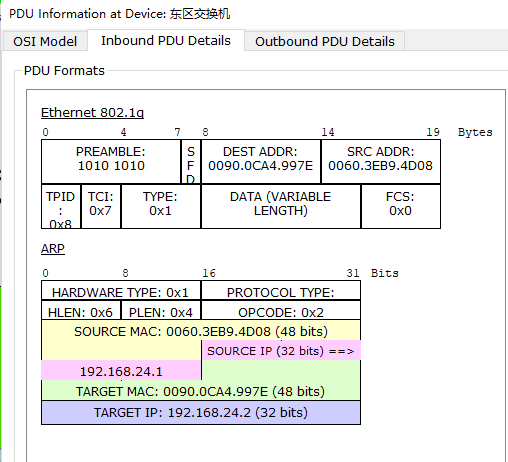 PDU Information at Device: 东区交换机
OSI Model Inbound PDU Details Outbound PDU Details
PDU Formats
Ethernet 802.1q
0 4 7 8 14 19 Bytes
PREAMBLE: 1010 1010
SFD
DEST ADDR: 0090.0CA4.997E
SRC ADDR: 0060.3EB9.4D08
TPID: 0x8
TCI: 0x7
TYPE: 0x1
DATA (VARIABLE LENGTH)
FCS: 0x0
ARP
0 8 16 31 Bits
HARDWARE TYPE: 0x1 PROTOCOL TYPE:
HLEN: 0x6 PLEN: 0x4 OPCODE: 0x2
SOURCE MAC: 0060.3EB9.4D08 (48 bits)
SOURCE IP (32 bits) ==>
192.168.24.1
TARGET MAC: 0090.0CA4.997E (48 bits)
TARGET IP: 192.168.24.2 (32 bits)